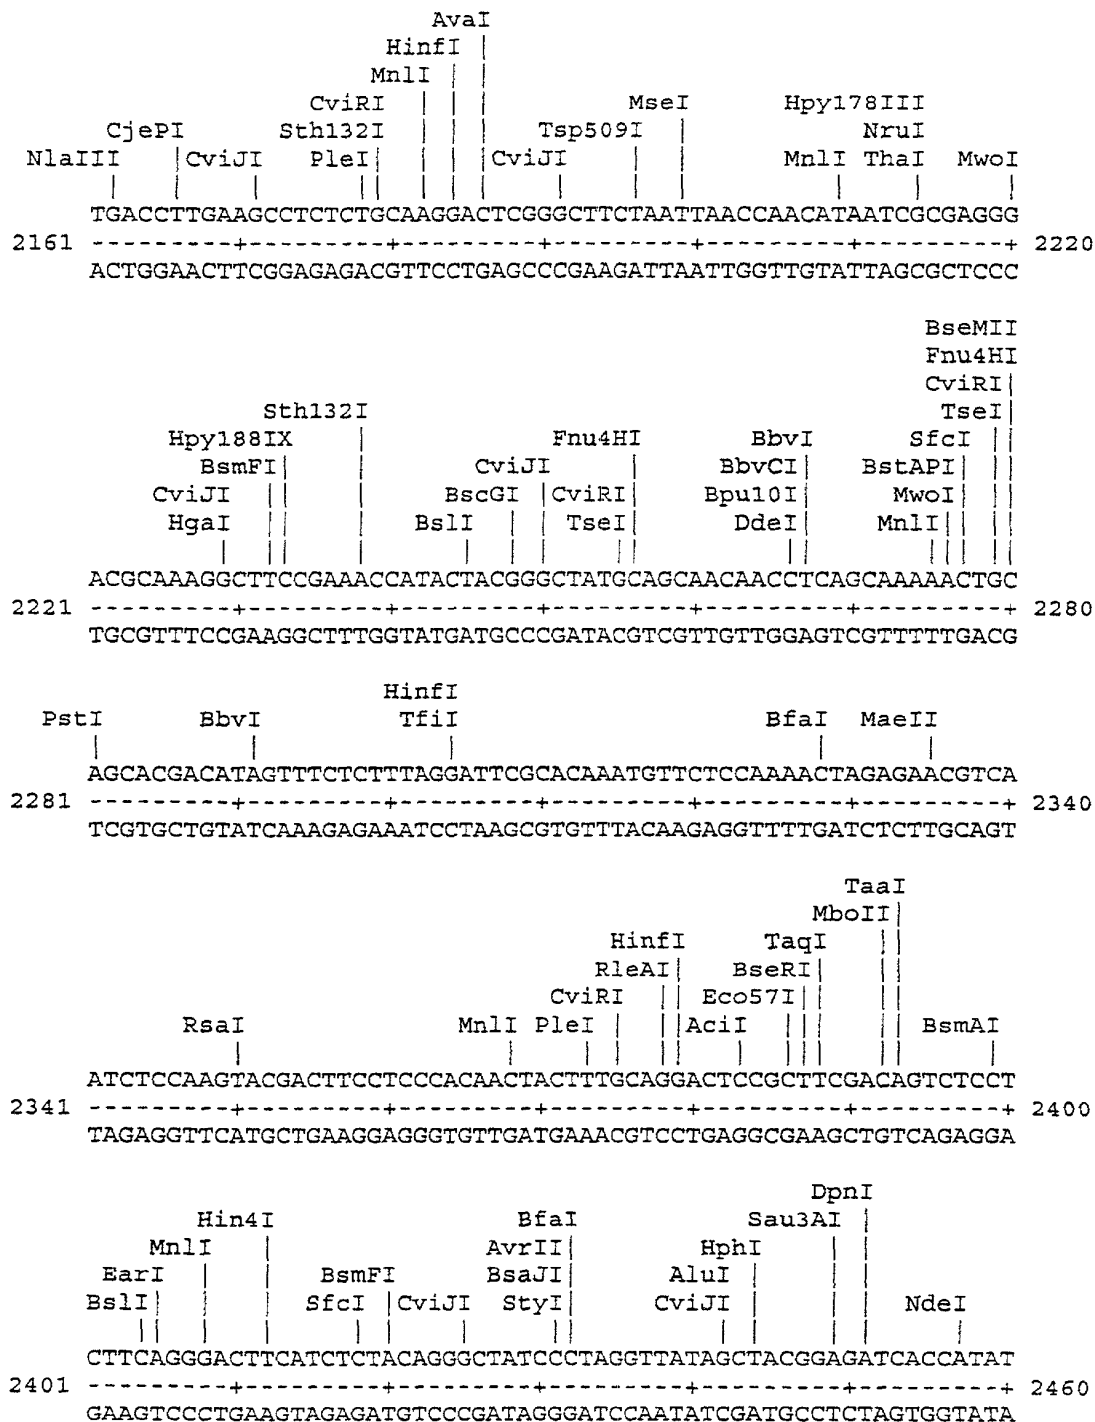 AvaI
HinfI
MnlI
CviRI MseI Hpy178III
CjePI Sth132I Tsp509I NruI
NlaIII CviJI PleI CviJI MnlI ThaI MwoI
TGACCTTGAAGCCTCTCTGCAAGGACTCGGGCTTCTAATTAACCAACATAATCGCGAGGG
2161 ---------+---------+---------+---------+---------+---------+ 2220
ACTGGAACTTCGGAGAGACGTTCCTGAGCCCGAAGATTAATTGGTTGTATTAGCGCTCCC
BseMII
Fnu4HI
CviRI
Sth132I TseI
Hpy188IX Fnu4HI BbvI SfcI
BsmFI CviJI BbvCI BstAPI
CviJI BscGI CviRI Bpu10I MwoI
HgaI BslI TseI DdeI MnlI
ACGCAAAGGCTTCCGAAACCATACTACGGGCTATGCAGCAACAACCTCAGCAAAAACTGC
2221 ---------+---------+---------+---------+---------+---------+ 2280
TGCGTTTCCGAAGGCTTTGGTATGATGCCCGATACGTCGTTGTTGGAGTCGTTTTTGACG
HinfI
PstI BbvI TfiI BfaI MaeII
AGCACGACATAGTTTCTCTTTAGGATTCGCACAAATGTTCTCCAAAACTAGAGAACGTCA
2281 ---------+---------+---------+---------+---------+---------+ 2340
TCGTGCTGTATCAAAGAGAAATCCTAAGCGTGTTTACAAGAGGTTTTGATCTCTTGCAGT
TaaI
MboII
HinfI TaqI
RleAI BseRI
CviRI Eco57I
RsaI MnlI PleI AciI BsmAI
ATCTCCAAGTACGACTTCCTCCCACAACTACTTTGCAGGACTCCGCTTCGACAGTCTCCT
2341 ---------+---------+---------+---------+---------+---------+ 2400
TAGAGGTTCATGCTGAAGGAGGGTGTTGATGAAACGTCCTGAGGCGAAGCTGTCAGAGGA
DpnI
Hin4I BfaI Sau3AI
MnlI AvrII HphI
EarI BsmFI BsaJI AluI
BslI SfcI CviJI StyI CviJI NdeI
CTTCAGGGACTTCATCTCTACAGGGCTATCCCTAGGTTATAGCTACGGAGATCACCATAT
2401 ---------+---------+---------+---------+---------+---------+ 2460
GAAGTCCCTGAAGTAGAGATGTCCCGATAGGGATCCAATATCGATGCCTCTAGTGGTATA